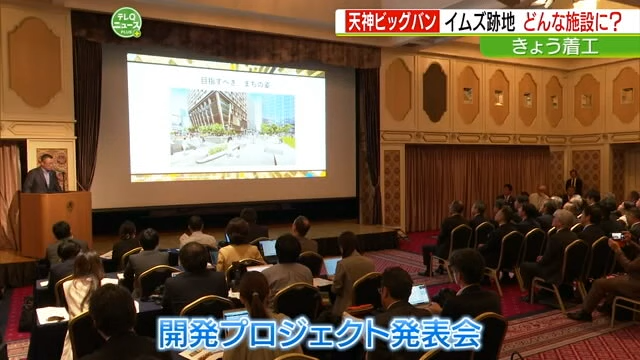 テレQ
ニュース
PLUS+
天神ビッグバン イムズ跡地 どんな施設に?
きょう着工
目指すべき、まちの姿
開発プロジェクト発表会